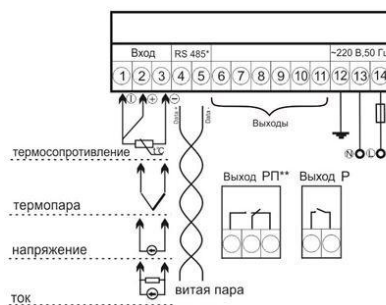 Вход RS 485* ~220 В,50 Гц
1 2 3 4 5 6 7 8 9 10 11 12 13 14
I + −
Data + Data -
Выходы
t°C
термосопротивление
N L
Выход РП** Выход Р
термопара
напряжение
витая пара
ток